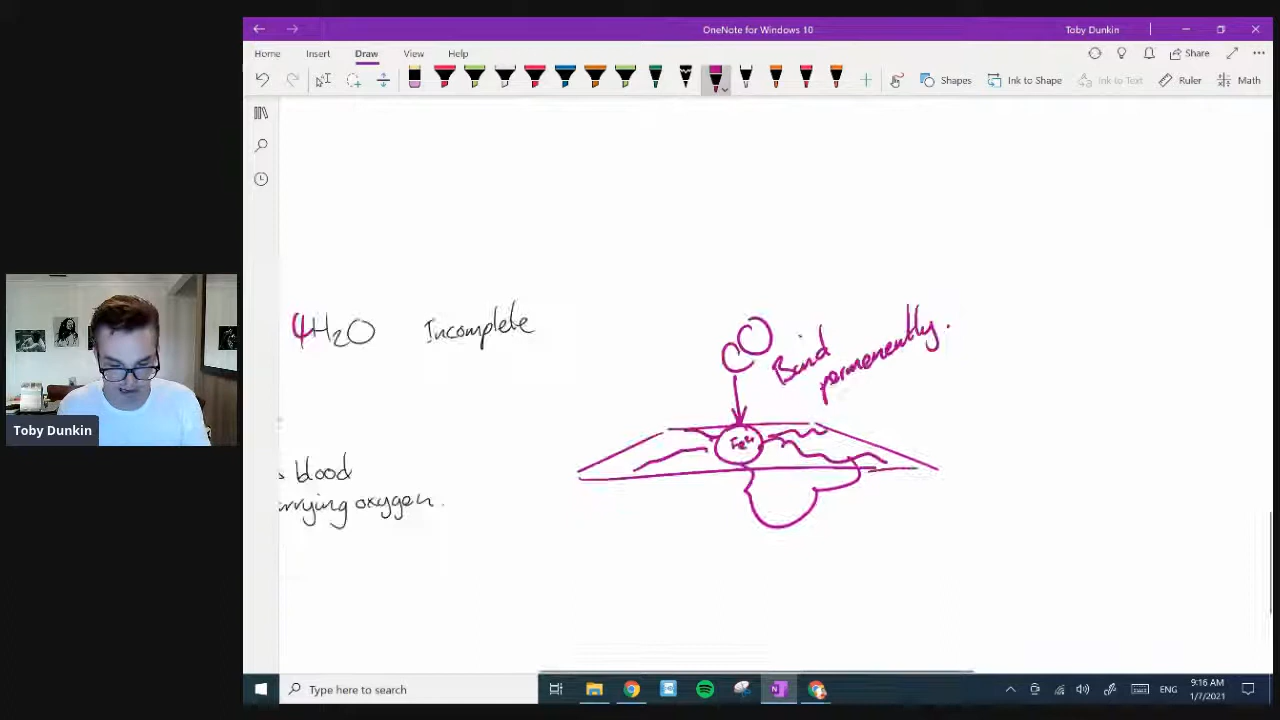 OneNote for Windows 10
Toby Dunkin
Home Insert Draw View Help
Share
Shapes Ink to Shape Ink to Text Ruler Math
4H2O Incomplete
CO
Bind
permenently.
Fe2+
s blood
arrying oxygen.
Toby Dunkin
Type here to search
ENG
9:16 AM
1/7/2021